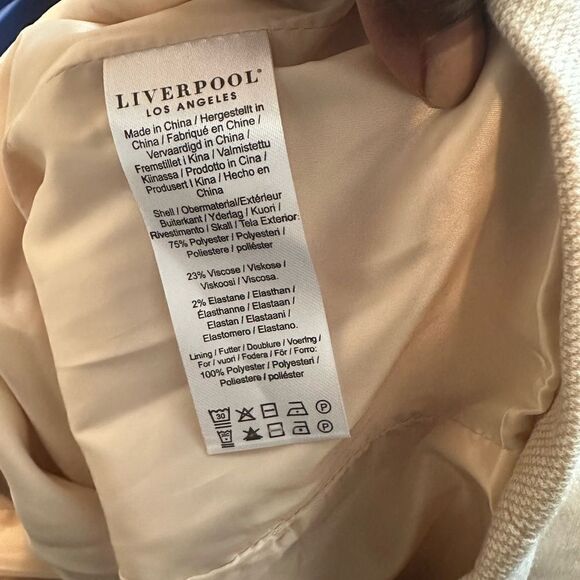 LIVERPOOL®
LOS ANGELES
Made in China / Hergestellt in
China / Fabriqué en Chine /
Vervaardigd in China /
Fremstillet i Kina / Valmistettu
Kiinassa / Prodotto in Cina /
Produsert i Kina / Hecho en
China
Shell / Obermaterial/Extérieur
Buitenkant / Yderlag / Kuori /
Rivestimento / Skall / Tela Exterior:
75% Polyester / Polyesteri /
Poliestere / poliéster
23% Viscose / Viskose /
Viskoosi / Viscosa.
2% Elastane / Elasthan /
Élasthanne / Elastaan /
Elastan / Elastaani /
Elastomero / Elastano.
Lining / Futter / Doublure / Voering /
For / vuori / Fodera / Fôr / Forro:
100% Polyester / Polyesteri /
Poliestere / poliéster
30 P
P